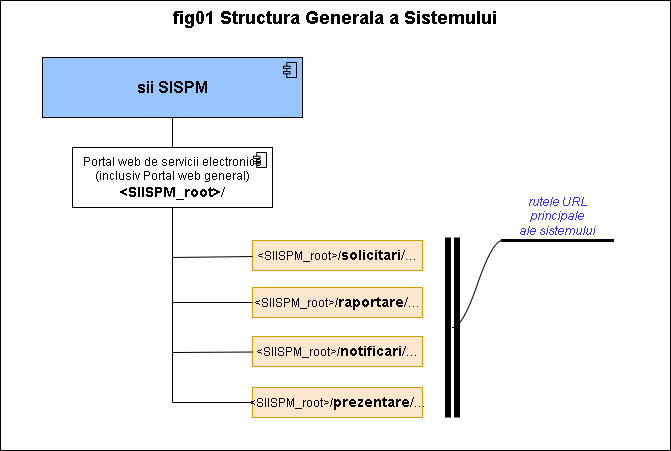 fig01 Structura Generala a Sistemului
sii SISPM
Portal web de servicii electronice
(inclusiv Portal web general)
<SIISPM_root>/
rutele URL
principale
ale sistemului
<SIISPM_root>/solicitari/...
<SIISPM_root>/raportare/...
<SIISPM_root>/notificari/...
<SIISPM_root>/prezentare/...